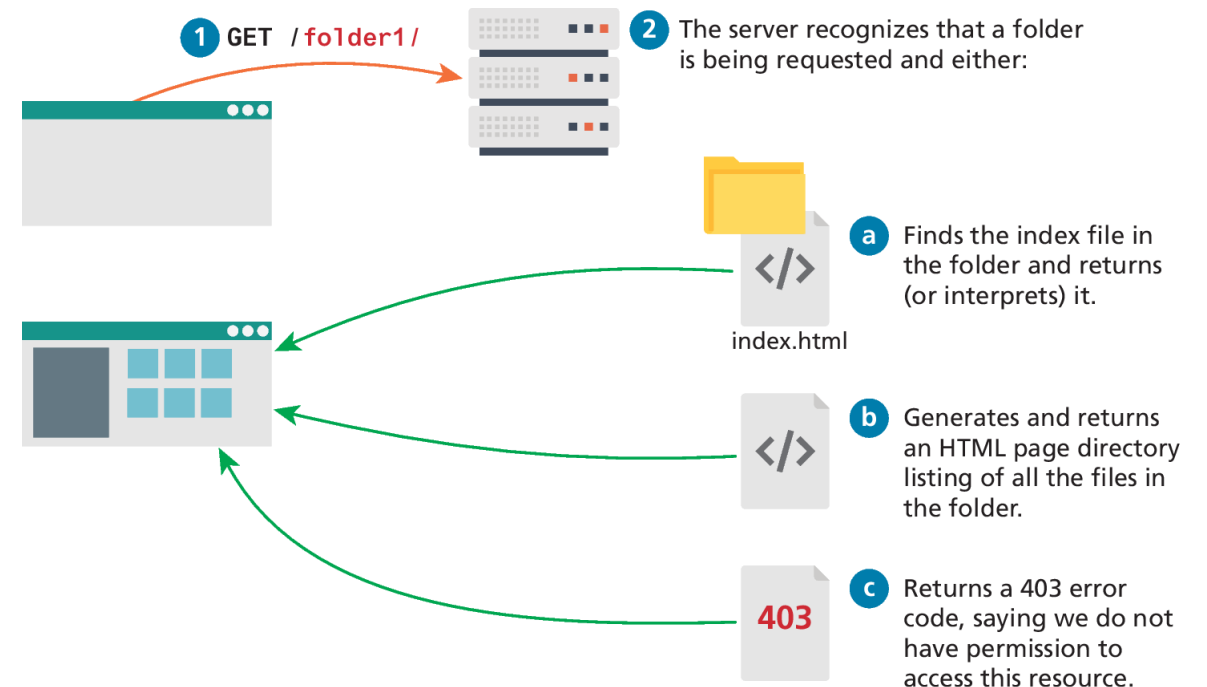 1 GET /folder1/
2 The server recognizes that a folder
is being requested and either:
a Finds the index file in
the folder and returns
(or interprets) it.
</>
index.html
b Generates and returns
an HTML page directory
listing of all the files in
the folder.
</>
c Returns a 403 error
code, saying we do not
have permission to
access this resource.
403